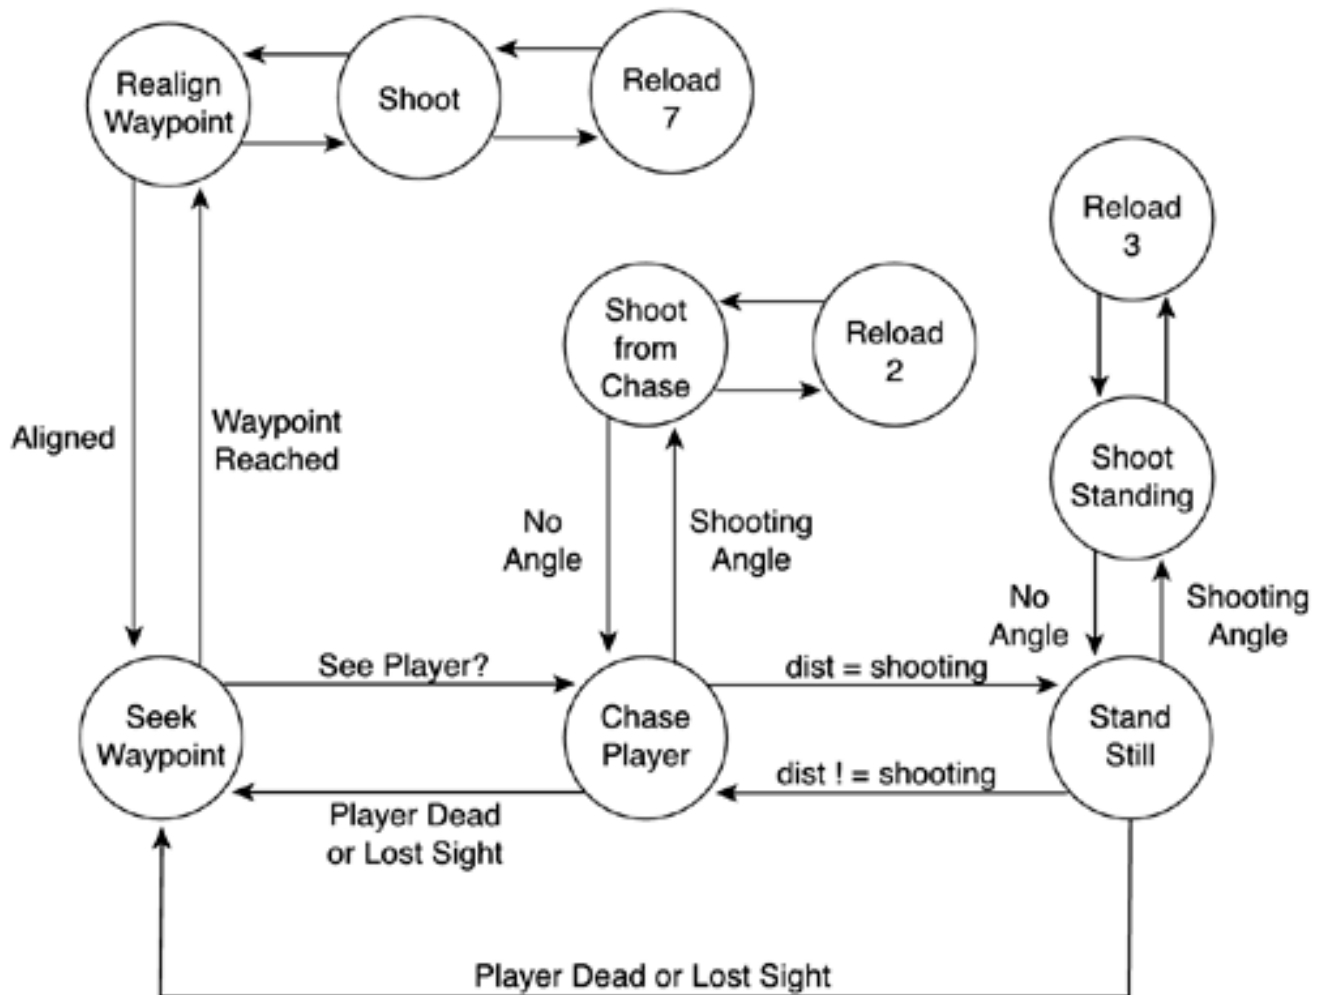 Realign
Waypoint
Shoot
Reload
7
Reload
3
Shoot
from
Chase
Reload
2
Aligned
Waypoint
Reached
Shoot
Standing
No
Angle
Shooting
Angle
No
Angle
Shooting
Angle
See Player?
dist = shooting
Seek
Waypoint
Chase
Player
Stand
Still
dist ! = shooting
Player Dead
or Lost Sight
Player Dead or Lost Sight